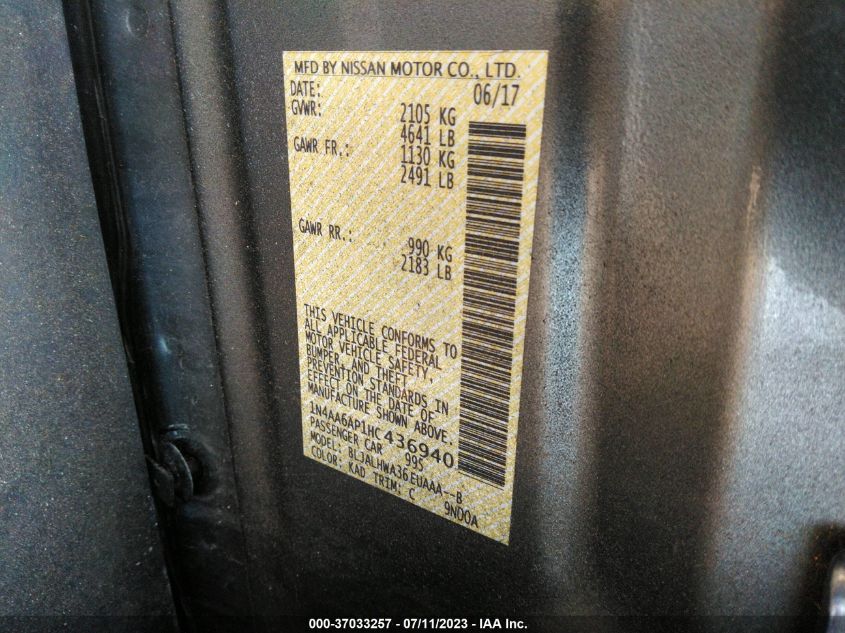 MFD BY NISSAN MOTOR CO., LTD.
DATE: 06/17
GVWR: 2105 KG
4641 LB
GAWR FR.: 1130 KG
2491 LB
GAWR RR.: 990 KG
2183 LB
THIS VEHICLE CONFORMS TO
ALL APPLICABLE FEDERAL
MOTOR VEHICLE SAFETY,
BUMPER, AND THEFT
PREVENTION STANDARDS IN
EFFECT ON THE DATE OF
MANUFACTURE SHOWN ABOVE.
1N4AA6AP1HC436940
PASSENGER CAR 995
MODEL: BLJALHWA36EUAAA--B
COLOR: KAD TRIM: C 9N00A
000-37033257 - 07/11/2023 - IAA Inc.